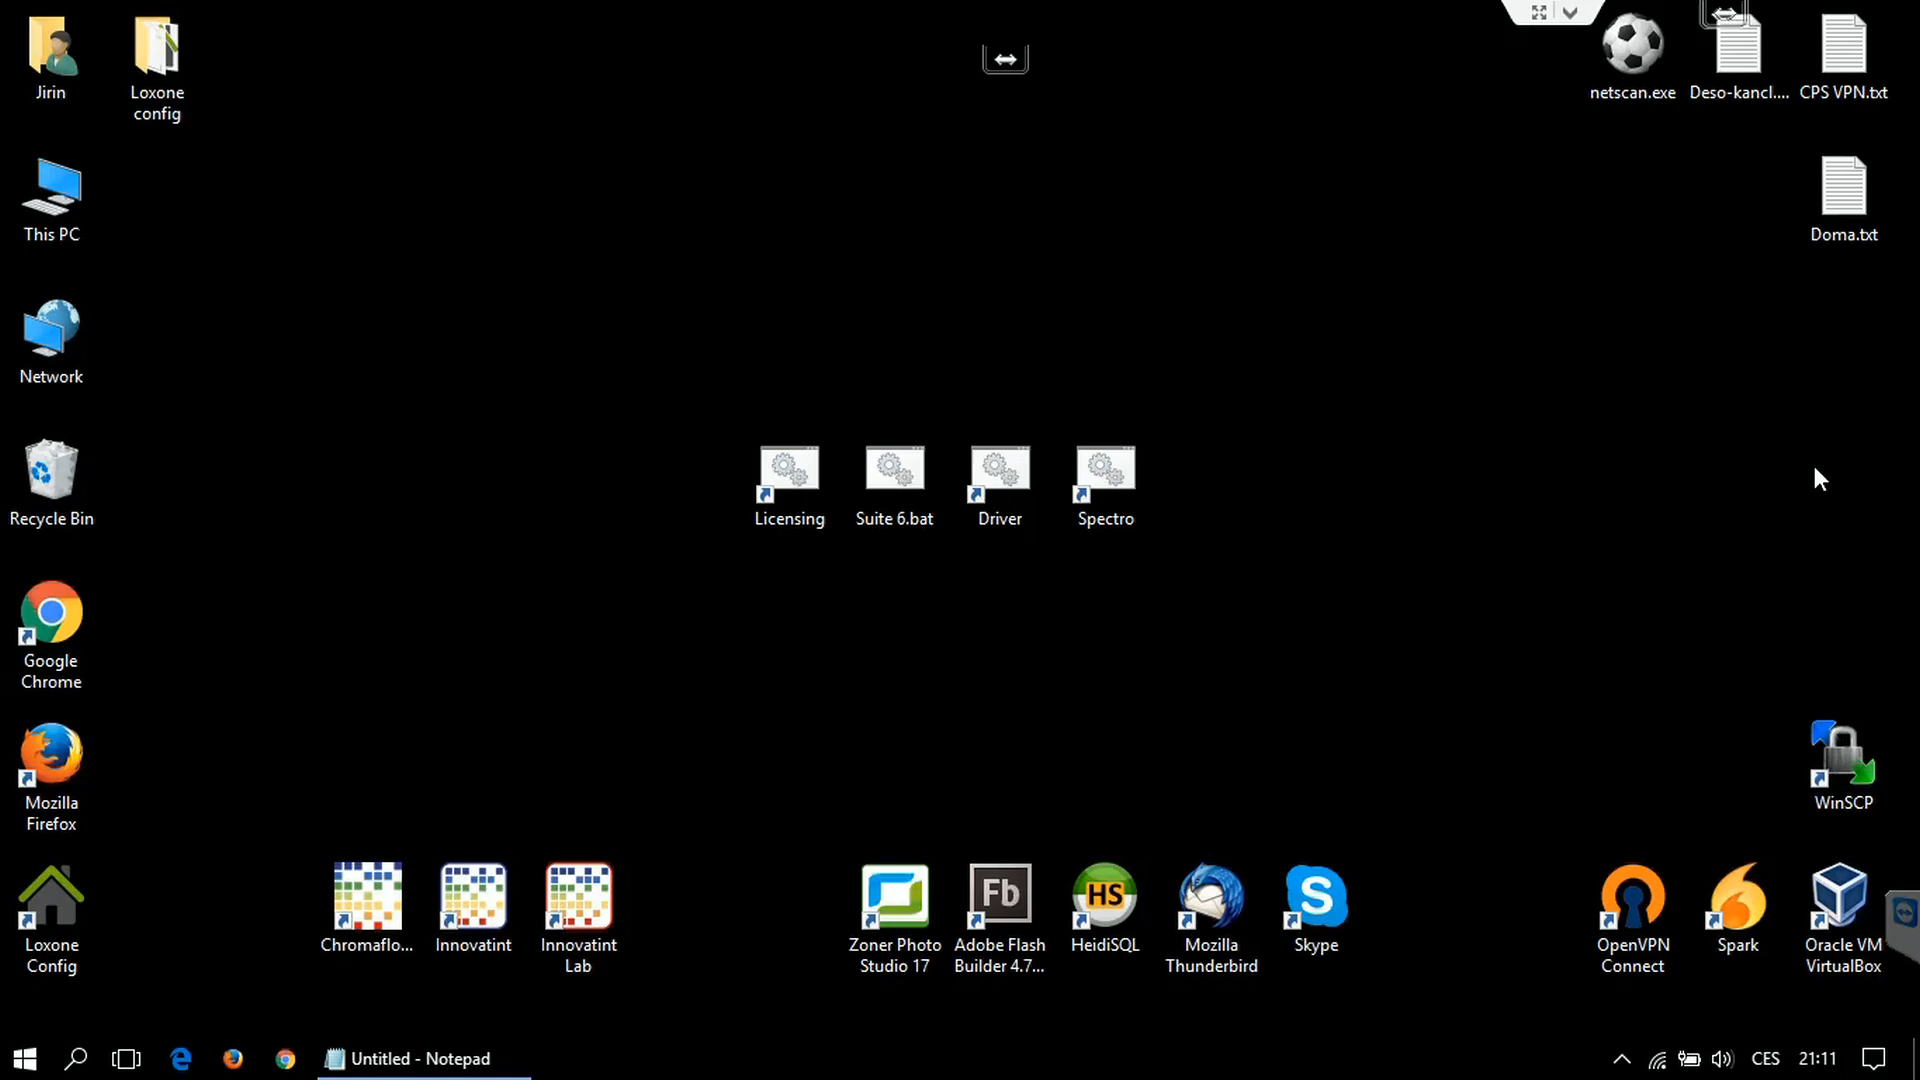 Jirin
Loxone
config
netscan.exe
Deso-kancl....
CPS VPN.txt
This PC
Doma.txt
Network
Recycle Bin
Licensing
Suite 6.bat
Driver
Spectro
Google
Chrome
Mozilla
Firefox
WinSCP
Loxone
Config
Chromaflo...
Innovatint
Innovatint
Lab
Zoner Photo
Studio 17
Fb
Adobe Flash
Builder 4.7...
HS
HeidiSQL
Mozilla
Thunderbird
S
Skype
OpenVPN
Connect
Spark
Oracle VM
VirtualBox
Untitled - Notepad
CES
21:11